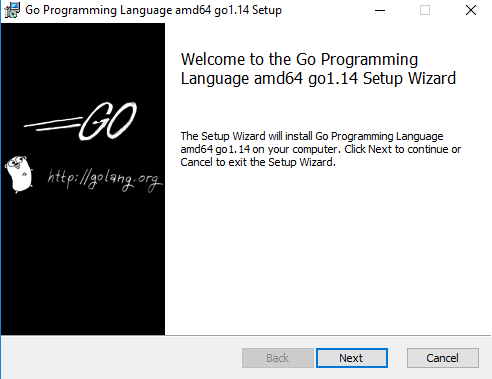 Go Programming Language amd64 go1.14 Setup
Welcome to the Go Programming
Language amd64 go1.14 Setup Wizard
GO
The Setup Wizard will install Go Programming Language
amd64 go1.14 on your computer. Click Next to continue or
Cancel to exit the Setup Wizard.
http://golang.org
Back
Next
Cancel